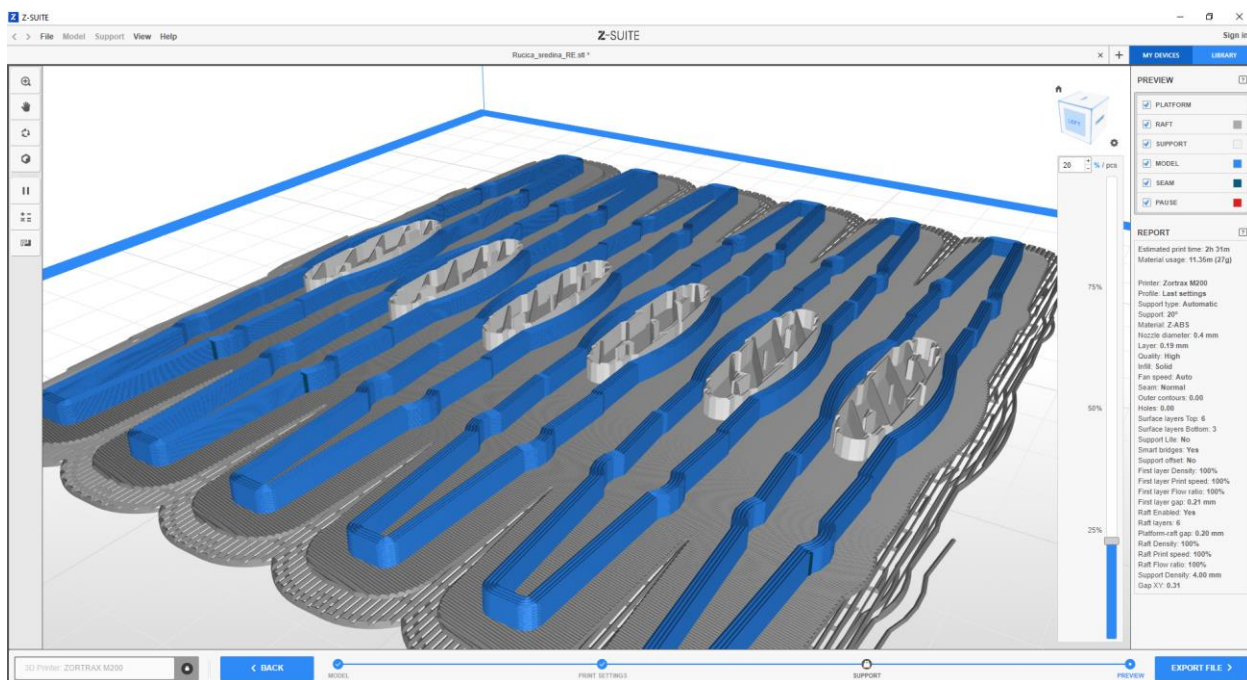 Z-SUITE
File Model Support View Help
Z-SUITE
Sign in
Rucica_sredina_RE.stl *
MY DEVICES
LIBRARY
PREVIEW
PLATFORM
RAFT
SUPPORT
MODEL
SEAM
PAUSE
20 % / pcs
75%
50%
25%
REPORT
Estimated print time: 2h 31m
Material usage: 11.35m (27g)
Printer: Zortrax M200
Profile: Last settings
Support type: Automatic
Support: 20°
Material: Z-ABS
Nozzle diameter: 0.4 mm
Layer: 0.19 mm
Quality: High
Infill: Solid
Fan speed: Auto
Seam: Normal
Outer contours: 0.00
Holes: 0.00
Surface layers Top: 6
Surface layers Bottom: 3
Support Lite: No
Smart bridges: Yes
Support offset: No
First layer Density: 100%
First layer Print speed: 100%
First layer Flow ratio: 100%
First layer gap: 0.21 mm
Raft Enabled: Yes
Raft layers: 6
Platform-raft gap: 0.20 mm
Raft Density: 100%
Raft Print speed: 100%
Raft Flow ratio: 100%
Support Density: 4.00 mm
Gap XY: 0.31
3D Printer: ZORTRAX M200
BACK
MODEL
PRINT SETTINGS
SUPPORT
PREVIEW
EXPORT FILE